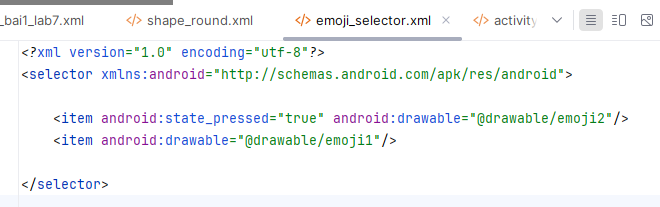 _bai1_lab7.xml
shape_round.xml
emoji_selector.xml
activity
<?xml version="1.0" encoding="utf-8"?>
<selector xmlns:android="http://schemas.android.com/apk/res/android">
<item android:state_pressed="true" android:drawable="@drawable/emoji2"/>
<item android:drawable="@drawable/emoji1"/>
</selector>